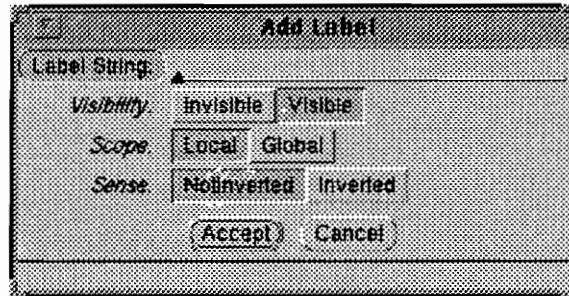 Add Label
Label String:
Visibility: Invisible Visible
Scope: Local Global
Sense: NotInverted Inverted
Accept Cancel